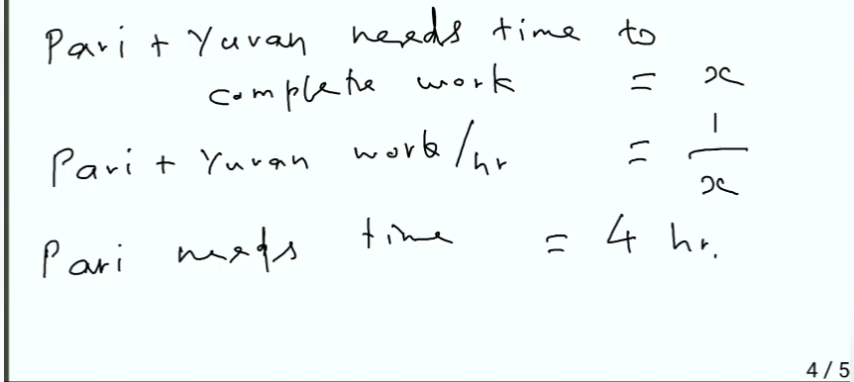 Pari + Yuvan needs time to
complete work = x
Pari + Yuvan work/hr = 1/x
Pari needs time = 4 hr.
4/5